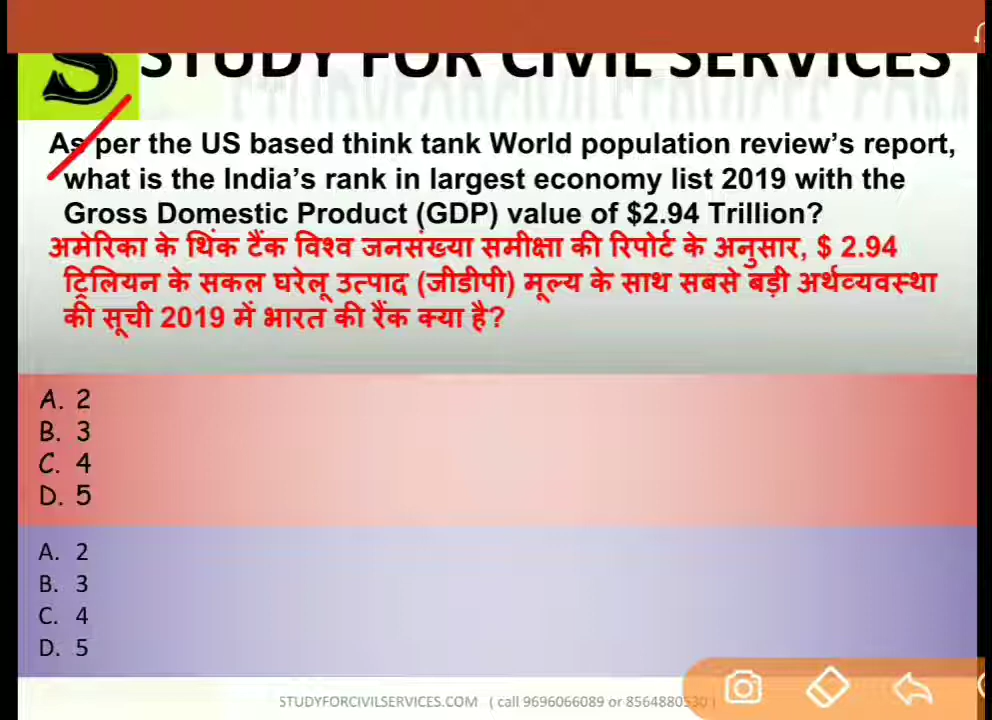 S STUDY FOR CIVIL SERVICES
As per the US based think tank World population review’s report,
what is the India’s rank in largest economy list 2019 with the
Gross Domestic Product (GDP) value of $2.94 Trillion?
अमेरिका के थिंक टैंक विश्व जनसंख्या समीक्षा की रिपोर्ट के अनुसार, $ 2.94
ट्रिलियन के सकल घरेलू उत्पाद (जीडीपी) मूल्य के साथ सबसे बड़ी अर्थव्यवस्था
की सूची 2019 में भारत की रैंक क्या है?
A. 2
B. 3
C. 4
D. 5
A. 2
B. 3
C. 4
D. 5
STUDYFORCIVILSERVICES.COM ( call 9696066089 or 8564880530 )